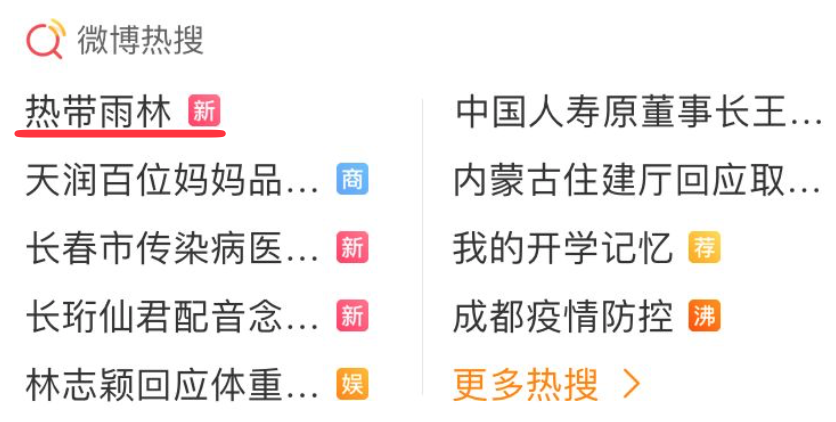 微博热搜
热带雨林 新
天润百位妈妈品... 商
长春市传染病医... 新
长珩仙君配音念... 新
林志颖回应体重... 娱
中国人寿原董事长王...
内蒙古住建厅回应取...
我的开学记忆 荐
成都疫情防控 沸
更多热搜